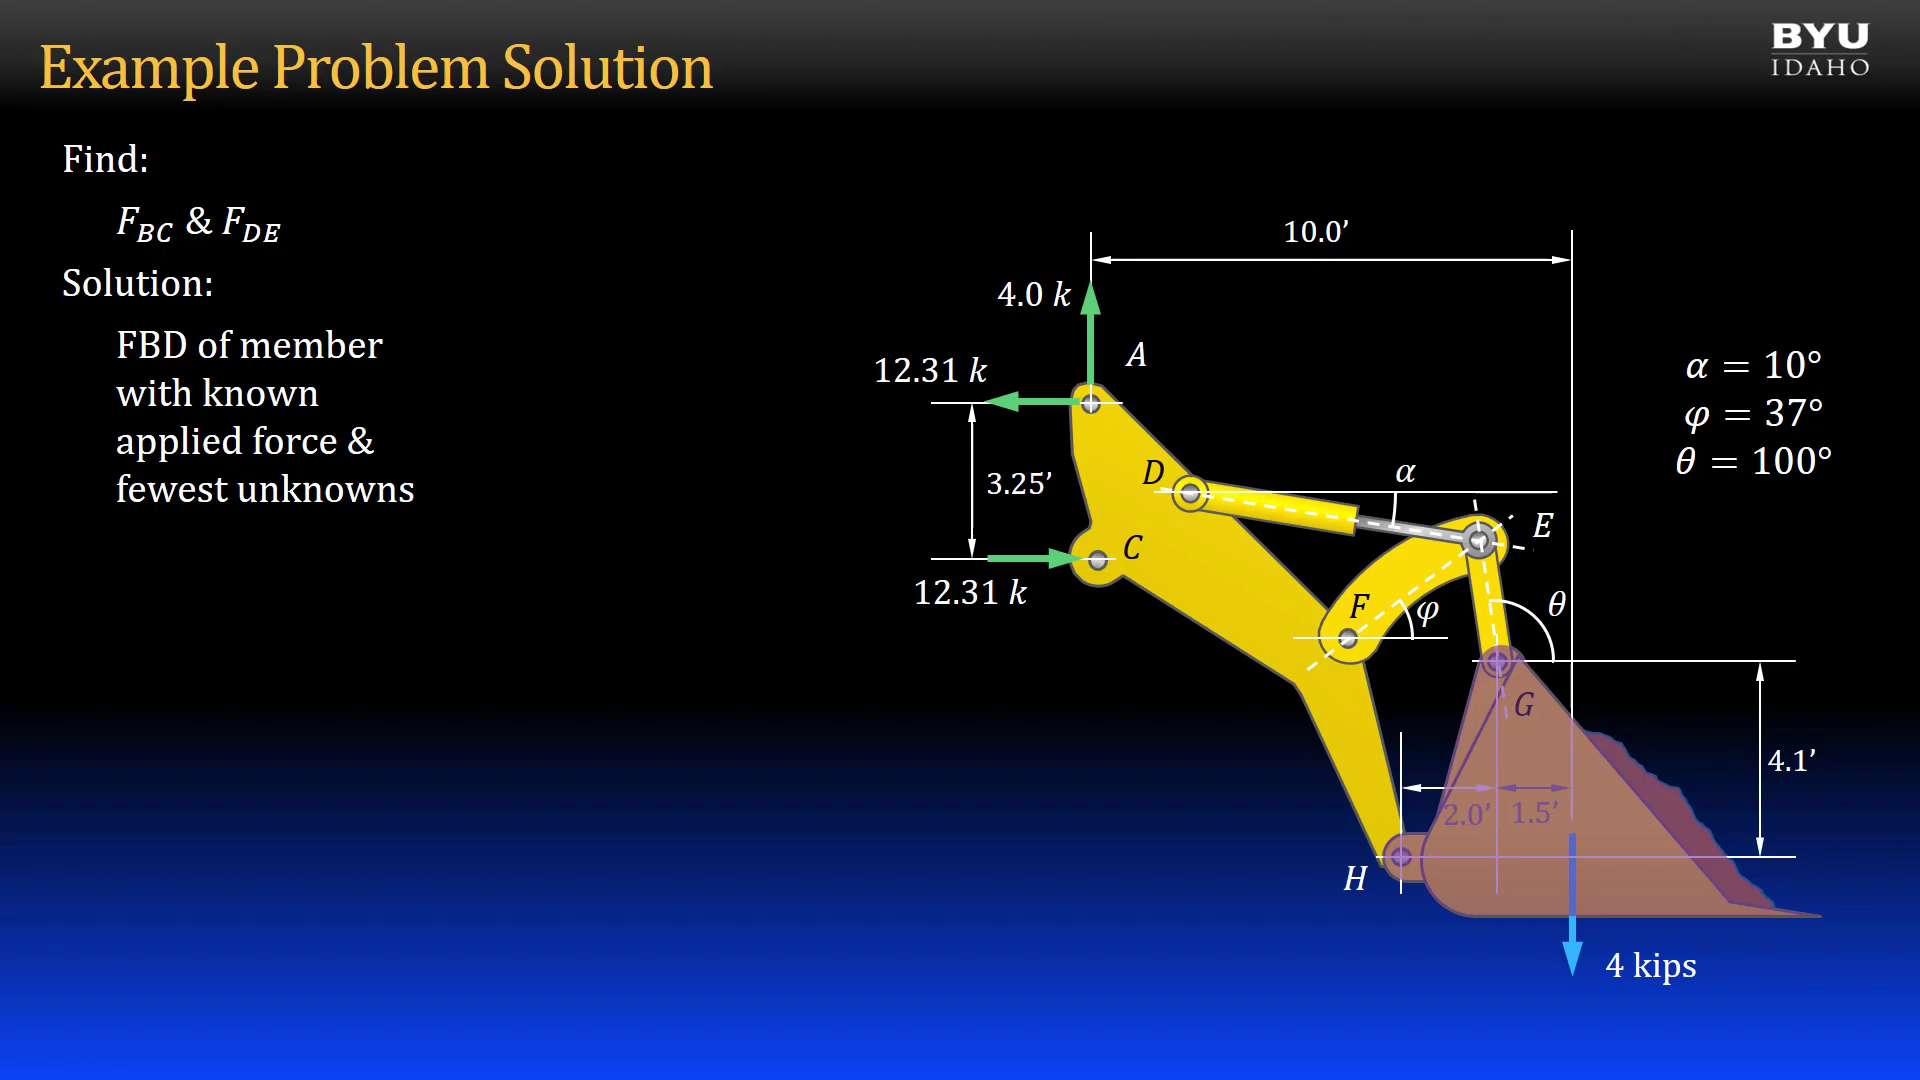 Example Problem Solution
BYU
IDAHO
Find:
F_BC & F_DE
Solution:
FBD of member
with known
applied force &
fewest unknowns
10.0’
4.0 k
A
12.31 k
α = 10°
φ = 37°
θ = 100°
D
α
3.25’
E
C
12.31 k
F
φ
θ
G
4.1’
2.0’
1.5’
H
4 kips